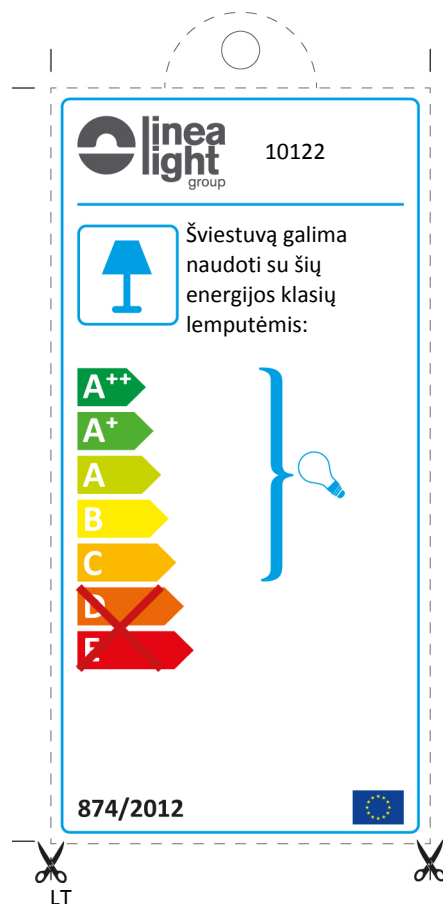 linea
light
group
10122
Šviestuvą galima
naudoti su šių
energijos klasių
lemputėmis:
A++
A+
A
B
C
D
E
874/2012
LT